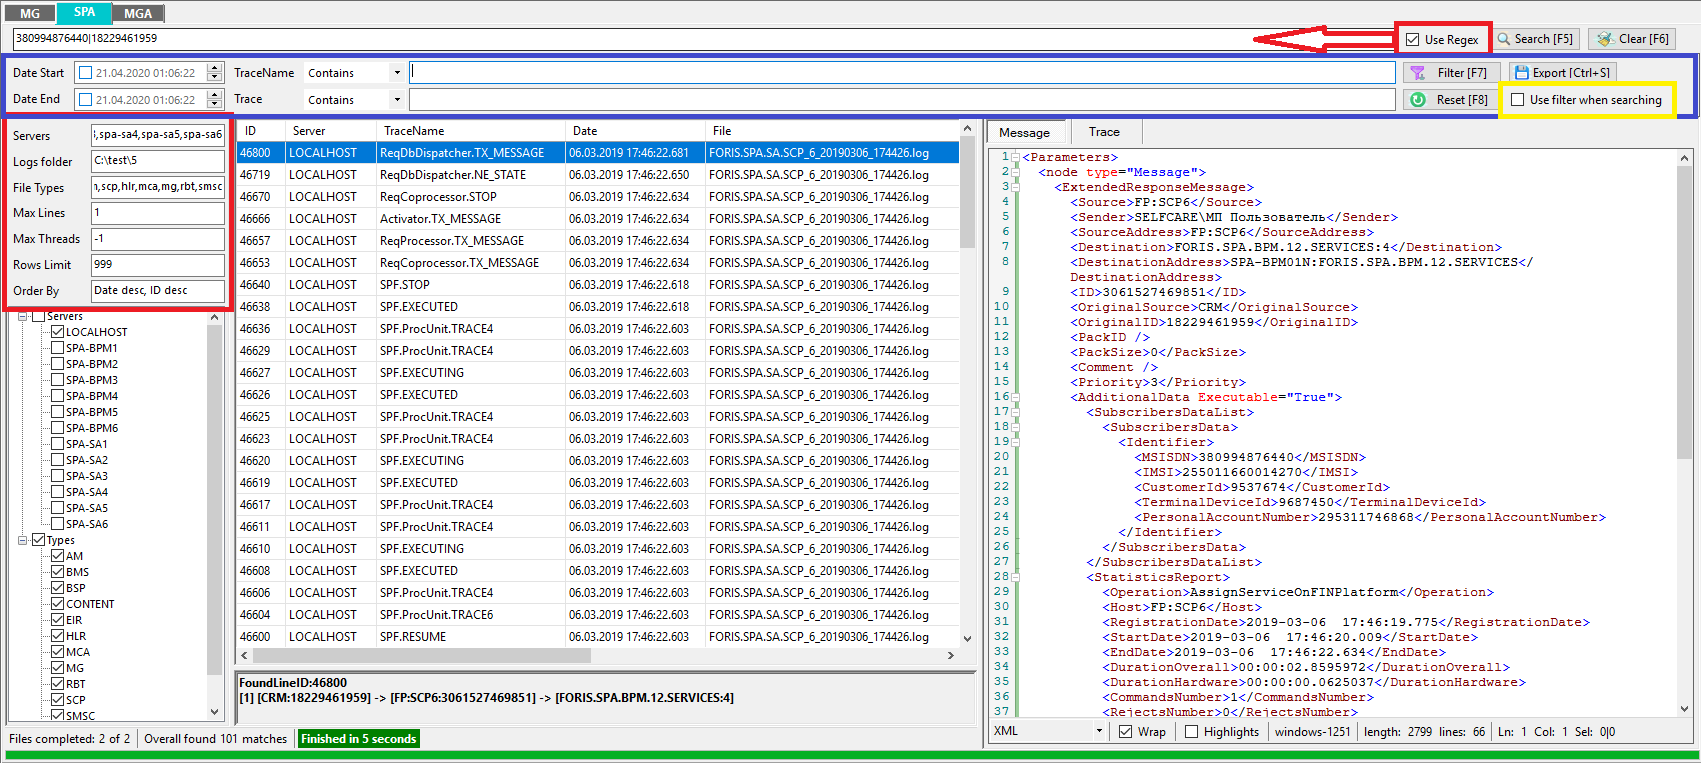 MG SPA MGA
380994876440|18229461959
Use Regex Search [F5] Clear [F6]
Date Start 21.04.2020 01:06:22 TraceName Contains Filter [F7] Export [Ctrl+S]
Date End 21.04.2020 01:06:22 Trace Contains Reset [F8] Use filter when searching
Servers ,spa-sa4,spa-sa5,spa-sa6
Logs folder C:\test\5
File Types ,scp,hlr,mca,mg,rbt,smsc
Max Lines 1
Max Threads -1
Rows Limit 999
Order By Date desc, ID desc
Servers
LOCALHOST
SPA-BPM1
SPA-BPM2
SPA-BPM3
SPA-BPM4
SPA-BPM5
SPA-BPM6
SPA-SA1
SPA-SA2
SPA-SA3
SPA-SA4
SPA-SA5
SPA-SA6
Types
AM
BMS
BSP
CONTENT
EIR
HLR
MCA
MG
RBT
SCP
SMSC
ID Server TraceName Date File
46800 LOCALHOST ReqDbDispatcher.TX_MESSAGE 06.03.2019 17:46:22.681 FORIS.SPA.SA.SCP_6_20190306_174426.log
46719 LOCALHOST ReqDbDispatcher.NE_STATE 06.03.2019 17:46:22.650 FORIS.SPA.SA.SCP_6_20190306_174426.log
46670 LOCALHOST ReqCoprocessor.STOP 06.03.2019 17:46:22.634 FORIS.SPA.SA.SCP_6_20190306_174426.log
46666 LOCALHOST Activator.TX_MESSAGE 06.03.2019 17:46:22.634 FORIS.SPA.SA.SCP_6_20190306_174426.log
46657 LOCALHOST ReqProcessor.TX_MESSAGE 06.03.2019 17:46:22.634 FORIS.SPA.SA.SCP_6_20190306_174426.log
46653 LOCALHOST ReqCoprocessor.TX_MESSAGE 06.03.2019 17:46:22.634 FORIS.SPA.SA.SCP_6_20190306_174426.log
46640 LOCALHOST SPF.STOP 06.03.2019 17:46:22.618 FORIS.SPA.SA.SCP_6_20190306_174426.log
46638 LOCALHOST SPF.EXECUTED 06.03.2019 17:46:22.618 FORIS.SPA.SA.SCP_6_20190306_174426.log
46636 LOCALHOST SPF.ProcUnit.TRACE4 06.03.2019 17:46:22.603 FORIS.SPA.SA.SCP_6_20190306_174426.log
46629 LOCALHOST SPF.ProcUnit.TRACE4 06.03.2019 17:46:22.603 FORIS.SPA.SA.SCP_6_20190306_174426.log
46627 LOCALHOST SPF.EXECUTING 06.03.2019 17:46:22.603 FORIS.SPA.SA.SCP_6_20190306_174426.log
46626 LOCALHOST SPF.EXECUTED 06.03.2019 17:46:22.603 FORIS.SPA.SA.SCP_6_20190306_174426.log
46625 LOCALHOST SPF.ProcUnit.TRACE4 06.03.2019 17:46:22.603 FORIS.SPA.SA.SCP_6_20190306_174426.log
46623 LOCALHOST SPF.ProcUnit.TRACE4 06.03.2019 17:46:22.603 FORIS.SPA.SA.SCP_6_20190306_174426.log
46620 LOCALHOST SPF.EXECUTING 06.03.2019 17:46:22.603 FORIS.SPA.SA.SCP_6_20190306_174426.log
46619 LOCALHOST SPF.EXECUTED 06.03.2019 17:46:22.603 FORIS.SPA.SA.SCP_6_20190306_174426.log
46617 LOCALHOST SPF.ProcUnit.TRACE4 06.03.2019 17:46:22.603 FORIS.SPA.SA.SCP_6_20190306_174426.log
46611 LOCALHOST SPF.ProcUnit.TRACE4 06.03.2019 17:46:22.603 FORIS.SPA.SA.SCP_6_20190306_174426.log
46610 LOCALHOST SPF.EXECUTING 06.03.2019 17:46:22.603 FORIS.SPA.SA.SCP_6_20190306_174426.log
46608 LOCALHOST SPF.EXECUTED 06.03.2019 17:46:22.603 FORIS.SPA.SA.SCP_6_20190306_174426.log
46606 LOCALHOST SPF.ProcUnit.TRACE4 06.03.2019 17:46:22.603 FORIS.SPA.SA.SCP_6_20190306_174426.log
46604 LOCALHOST SPF.ProcUnit.TRACE6 06.03.2019 17:46:22.603 FORIS.SPA.SA.SCP_6_20190306_174426.log
46600 LOCALHOST SPF.RESUME 06.03.2019 17:46:22.603 FORIS.SPA.SA.SCP_6_20190306_174426.log
FoundLineID:46800
[1] [CRM:18229461959] -> [FP:SCP6:3061527469851] -> [FORIS.SPA.BPM.12.SERVICES:4]
Message Trace
1 <Parameters>
2 <node type="Message">
3 <ExtendedResponseMessage>
4 <Source>FP:SCP6</Source>
5 <Sender>SELFCARE\МП Пользователь</Sender>
6 <SourceAddress>FP:SCP6</SourceAddress>
7 <Destination>FORIS.SPA.BPM.12.SERVICES:4</Destination>
8 <DestinationAddress>SPA-BPM01N:FORIS.SPA.BPM.12.SERVICES</
DestinationAddress>
9 <ID>3061527469851</ID>
10 <OriginalSource>CRM</OriginalSource>
11 <OriginalID>18229461959</OriginalID>
12 <PackID />
13 <PackSize>0</PackSize>
14 <Comment />
15 <Priority>3</Priority>
16 <AdditionalData Executable="True">
17 <SubscribersDataList>
18 <SubscribersData>
19 <Identifier>
20 <MSISDN>380994876440</MSISDN>
21 <IMSI>255011660014270</IMSI>
22 <CustomerId>9537674</CustomerId>
23 <TerminalDeviceId>9687450</TerminalDeviceId>
24 <PersonalAccountNumber>295311746868</PersonalAccountNumber>
25 </Identifier>
26 </SubscribersData>
27 </SubscribersDataList>
28 <StatisticsReport>
29 <Operation>AssignServiceOnFINPlatform</Operation>
30 <Host>FP:SCP6</Host>
31 <RegistrationDate>2019-03-06 17:46:19.775</RegistrationDate>
32 <StartDate>2019-03-06 17:46:20.009</StartDate>
33 <EndDate>2019-03-06 17:46:22.634</EndDate>
34 <DurationOverall>00:00:02.8595972</DurationOverall>
35 <DurationHardware>00:00:00.0625037</DurationHardware>
36 <CommandsNumber>1</CommandsNumber>
37 <RejectsNumber>0</RejectsNumber>
XML Wrap Highlights windows-1251 length: 2799 lines: 66 Ln: 1 Col: 1 Sel: 0|0
Files completed: 2 of 2 Overall found 101 matches Finished in 5 seconds